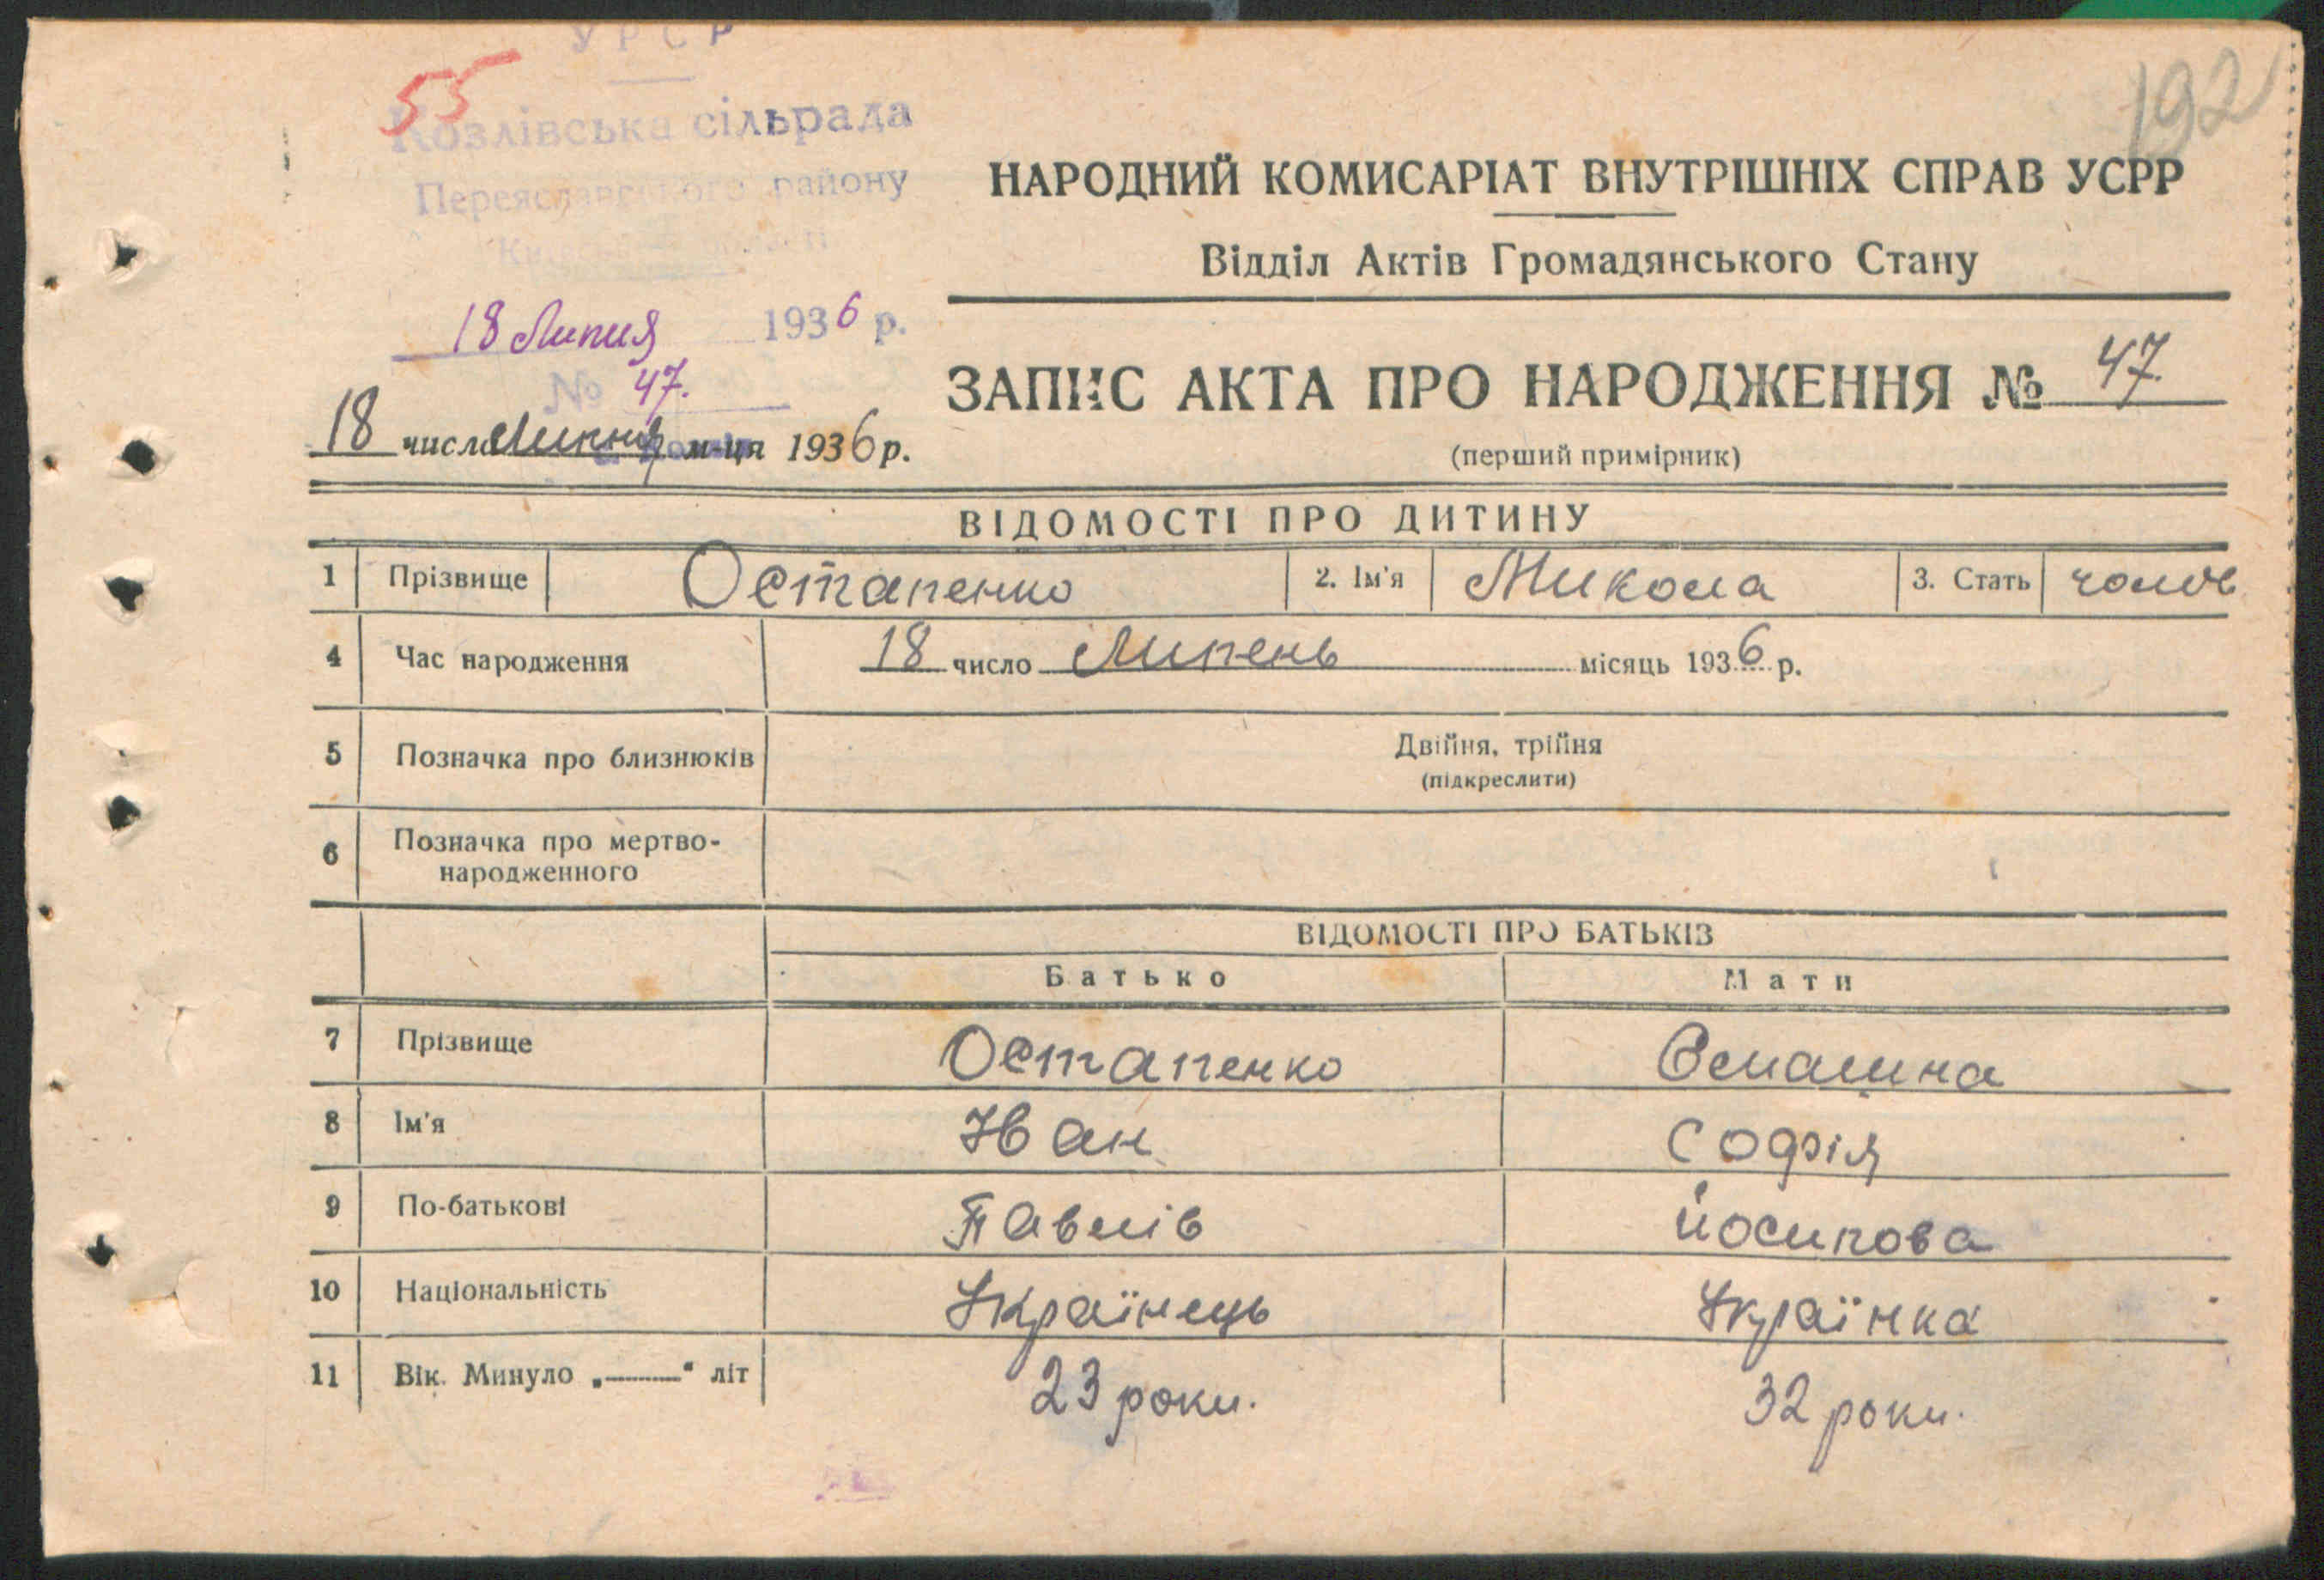 УРСР
55
192
Козлівська сільрада
Переяславського району
Київської області
НАРОДНИЙ КОМИСАРІАТ ВНУТРІШНІХ СПРАВ УСРР
Відділ Актів Громадянського Стану
18 Липня 1936 р.
№ 47.
ЗАПИС АКТА ПРО НАРОДЖЕННЯ № 47.
18 числа Липня м-ця 1936 р.
(перший примірник)
ВІДОМОСТІ ПРО ДИТИНУ
1 Прізвище Остапенко 2. Ім'я Микола 3. Стать чолов
4 Час народження 18 число Липень місяць 1936 р.
5 Позначка про близнюків Двійня, трійня
(підкреслити)
6 Позначка про мертво-
народженного
ВІДОМОСТІ ПРО БАТЬКІВ
Батько Мати
7 Прізвище Остапенко
8 Ім'я Іван Софія
9 По-батькові Павлів Йосипова
10 Національність Українець Українка
11 Вік. Минуло „——“ літ 23 роки. 32 роки.